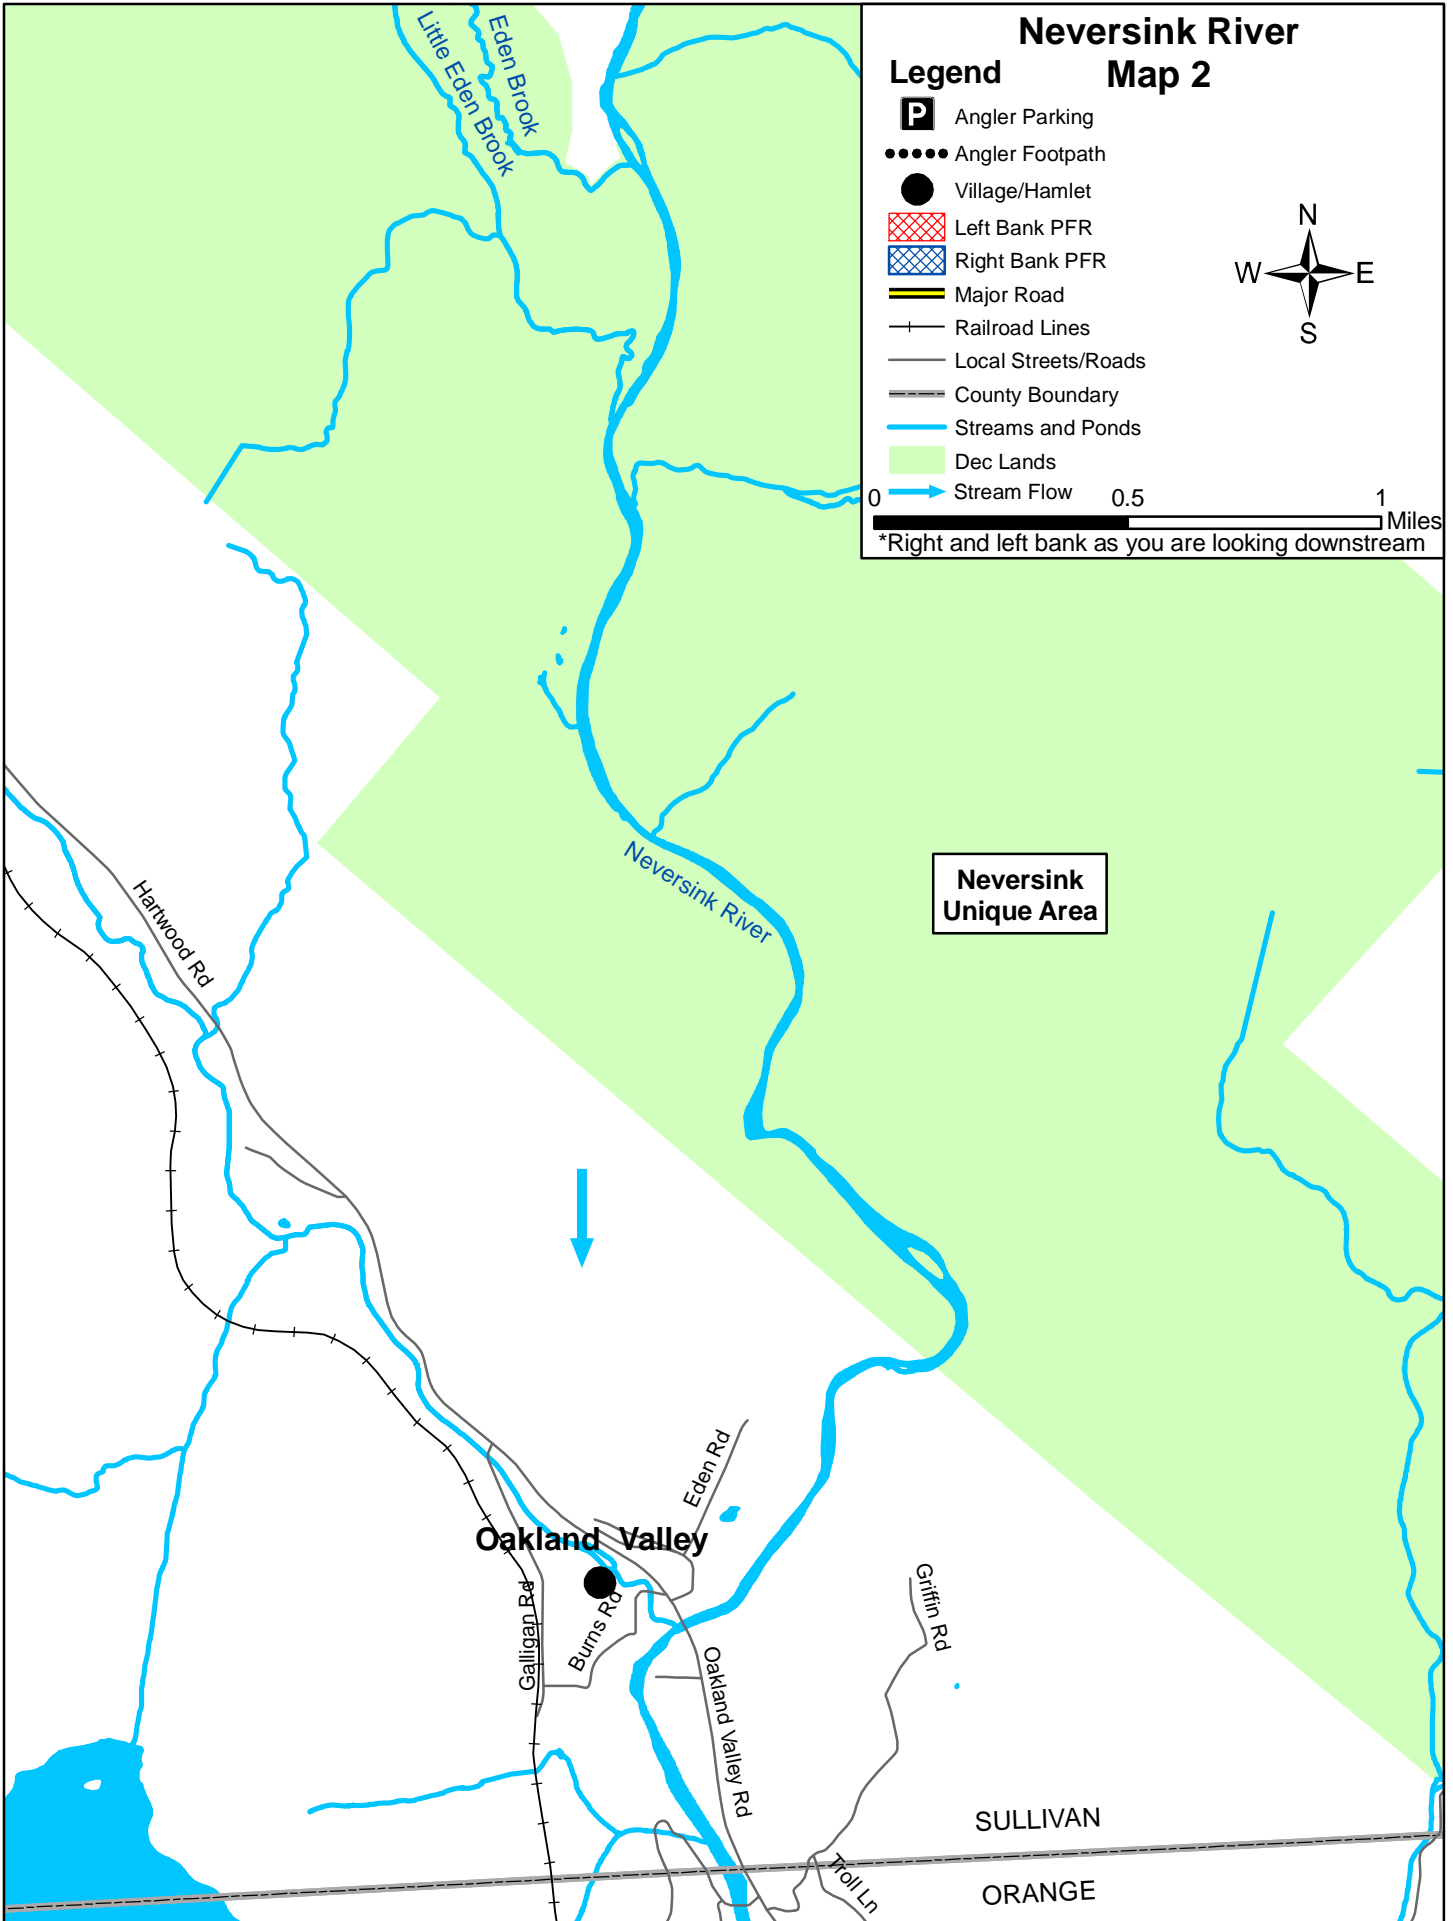 Neversink River
Map 2
Legend
P Angler Parking
Angler Footpath
Village/Hamlet
Left Bank PFR
Right Bank PFR
Major Road
Railroad Lines
Local Streets/Roads
County Boundary
Streams and Ponds
Dec Lands
Stream Flow
N
W E
S
0 0.5 1
Miles
*Right and left bank as you are looking downstream
Little Eden Brook
Eden Brook
Neversink River
Neversink
Unique Area
Hartwood Rd
Eden Rd
Oakland Valley
Galligan Rd
Burns Rd
Griffin Rd
Oakland Valley Rd
SULLIVAN
Troll Ln
ORANGE